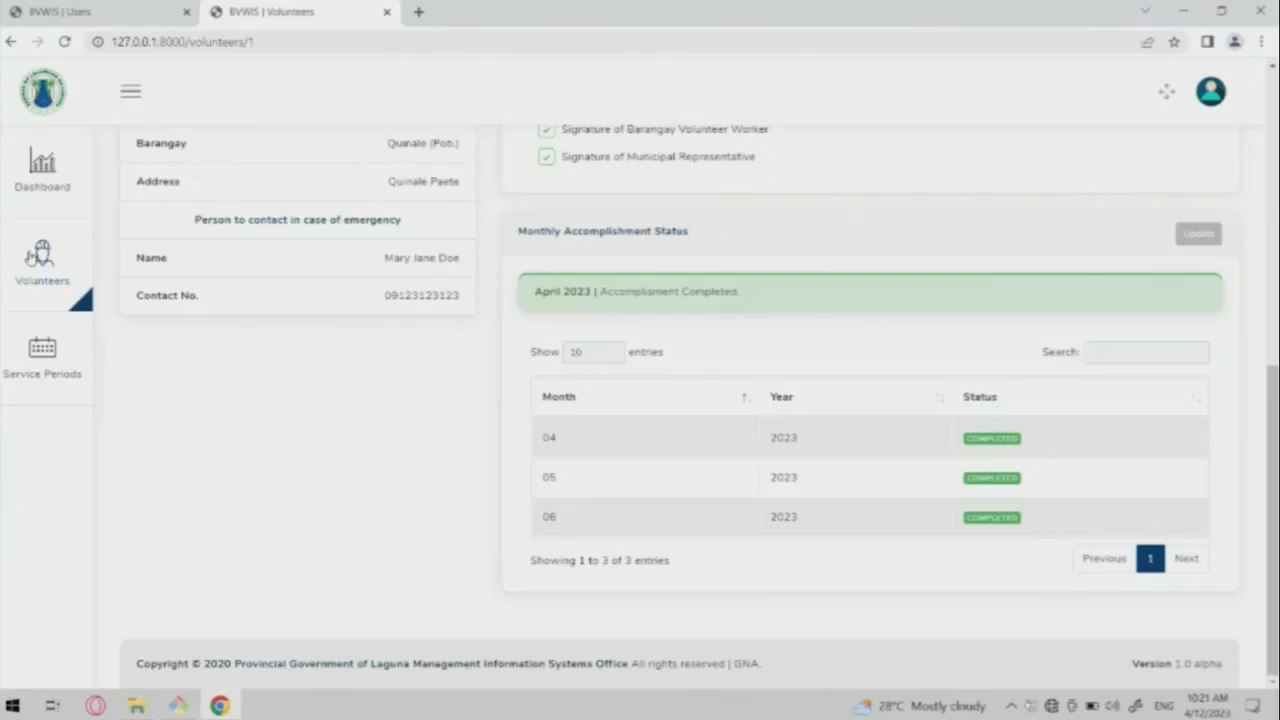 BVWIS | Users
BVWIS | Volunteers
127.0.0.1:8000/volunteers/1
Dashboard
Volunteers
Service Periods
Barangay Quinale (Pob.)
Address Quinale Paete
Person to contact in case of emergency
Name Mary Jane Doe
Contact No. 09123123123
Signature of Barangay Volunteer Worker
Signature of Municipal Representative
Monthly Accomplishment Status Update
April 2023 | Accomplisment Completed.
Show 10 entries Search:
Month Year Status
04 2023 COMPLETED
05 2023 COMPLETED
06 2023 COMPLETED
Showing 1 to 3 of 3 entries Previous 1 Next
Copyright © 2020 Provincial Government of Laguna Management Information Systems Office All rights reserved | GNA. Version 1.0 alpha
28°C Mostly cloudy ENG 10:21 AM
4/12/2023